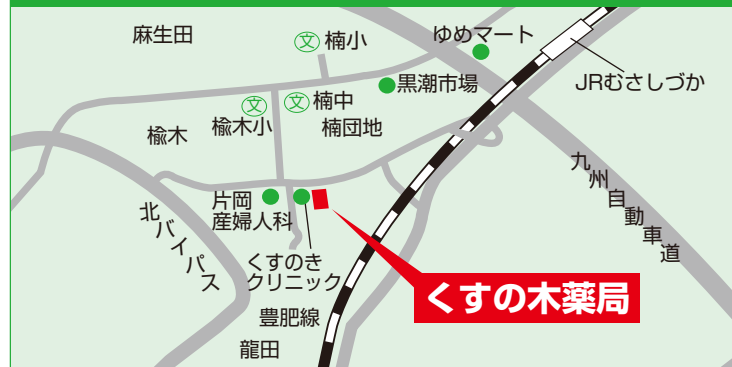 麻生田
文 楠小
ゆめマート
黒潮市場
JRむさしづか
文
楡木小
文 楠中
楠団地
楡木
九州自動車道
片岡
産婦人科
北バイパス
くすのき
クリニック
くすの木薬局
豊肥線
龍田